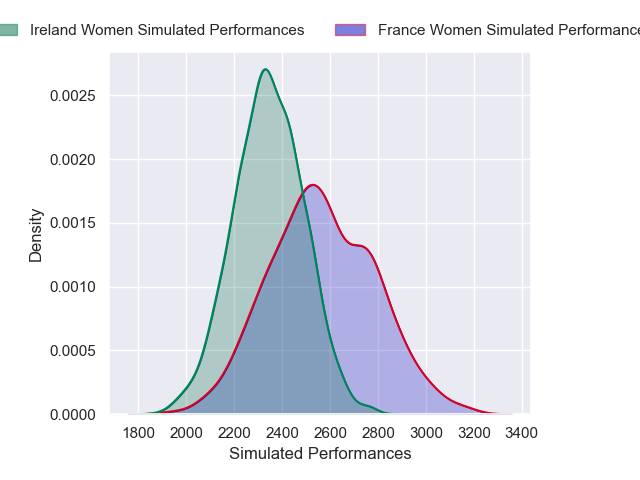 Ireland Women Simulated Performances France Women Simulated Performance
0.0025
0.0020
0.0015
0.0010
0.0005
0.0000
Density
1800 2000 2200 2400 2600 2800 3000 3200 3400
Simulated Performances